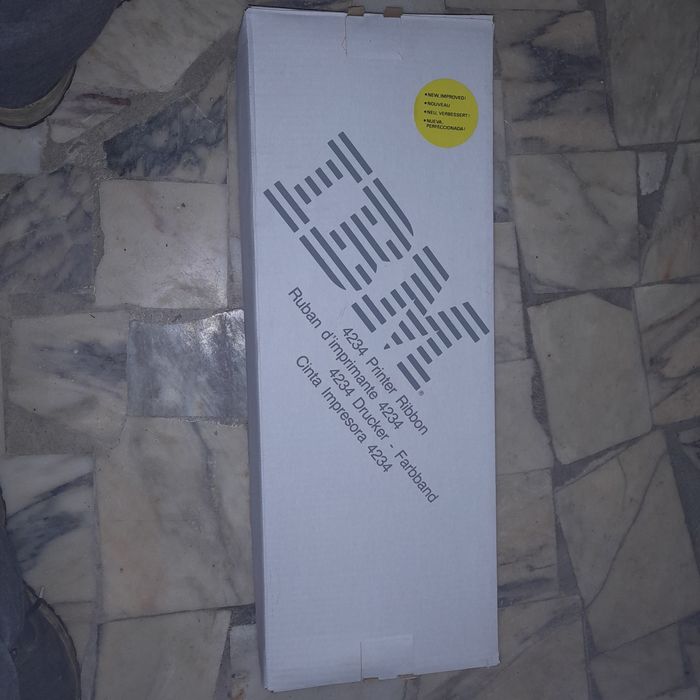 • NEW, IMPROVED!
• NOUVEAU
• NEU, VERBESSERT!
• NUEVA,
PERFECCIONADA!
IBM®
4234 Printer Ribbon
Ruban d'imprimante 4234
4234 Drucker - Farbband
Cinta Impresora 4234